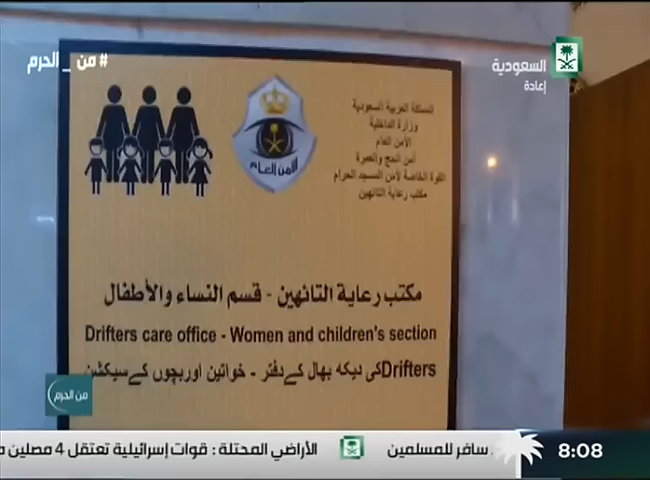 #من_الحرم
السعودية
إعادة
المملكة العربية السعودية
وزارة الداخلية
الأمن العام
أمن الحج والعمرة
القوة الخاصة لأمن المسجد الحرام
مكتب رعاية التائهين
الأمن العام
مكتب رعاية التائهين - قسم النساء والأطفال
Drifters care office - Women and children's section
Driftersکی دیکھ بھال کے دفتر - خواتین اور بچوں کے سیکشن
من الحرم
سافر للمسلمين
الأراضي المحتلة : قوات إسرائيلية تعتقل 4 مصلين
8:08